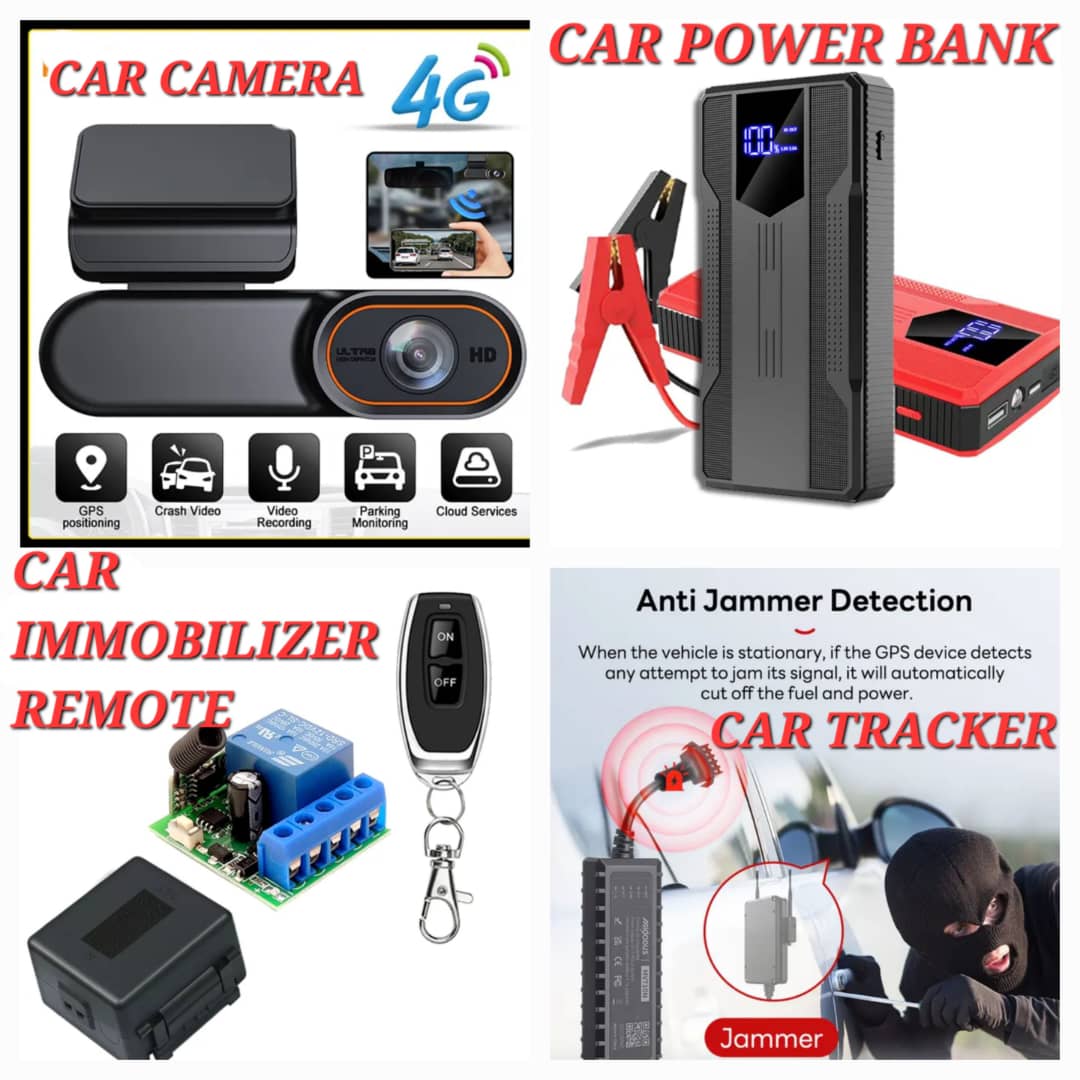 CAR CAMERA
4G
ULTRA
HD
GPS
positioning
Crash Video
Video
Recording
P
Parking
Monitoring
Cloud Services
CAR POWER BANK
100%
CAR
IMMOBILIZER
REMOTE
ON
OFF
Anti Jammer Detection
When the vehicle is stationary, if the GPS device detects
any attempt to jam its signal, it will automatically
cut off the fuel and power.
CAR TRACKER
Jammer